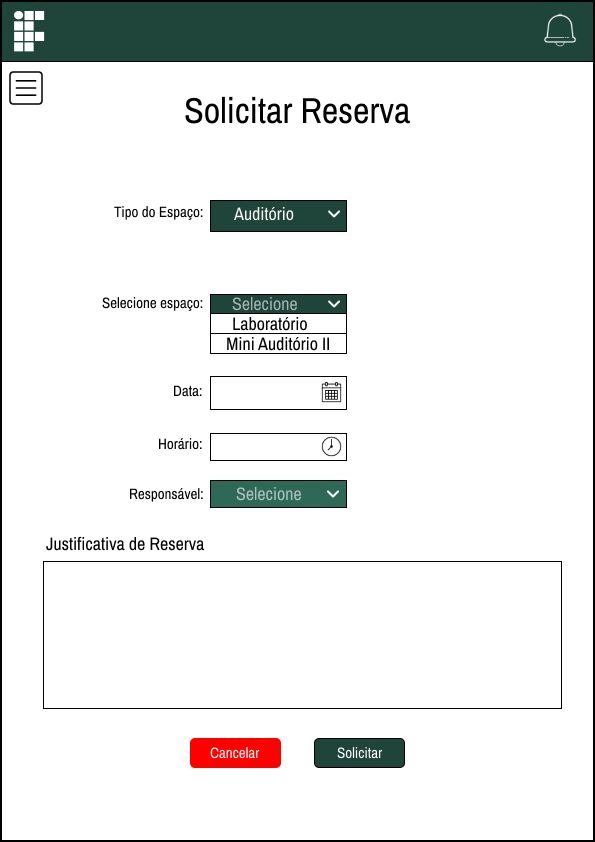 Solicitar Reserva
Tipo do Espaço: Auditório
Selecione espaço: Selecione
Laboratório
Mini Auditório II
Data:
Horário:
Responsável: Selecione
Justificativa de Reserva
Cancelar Solicitar